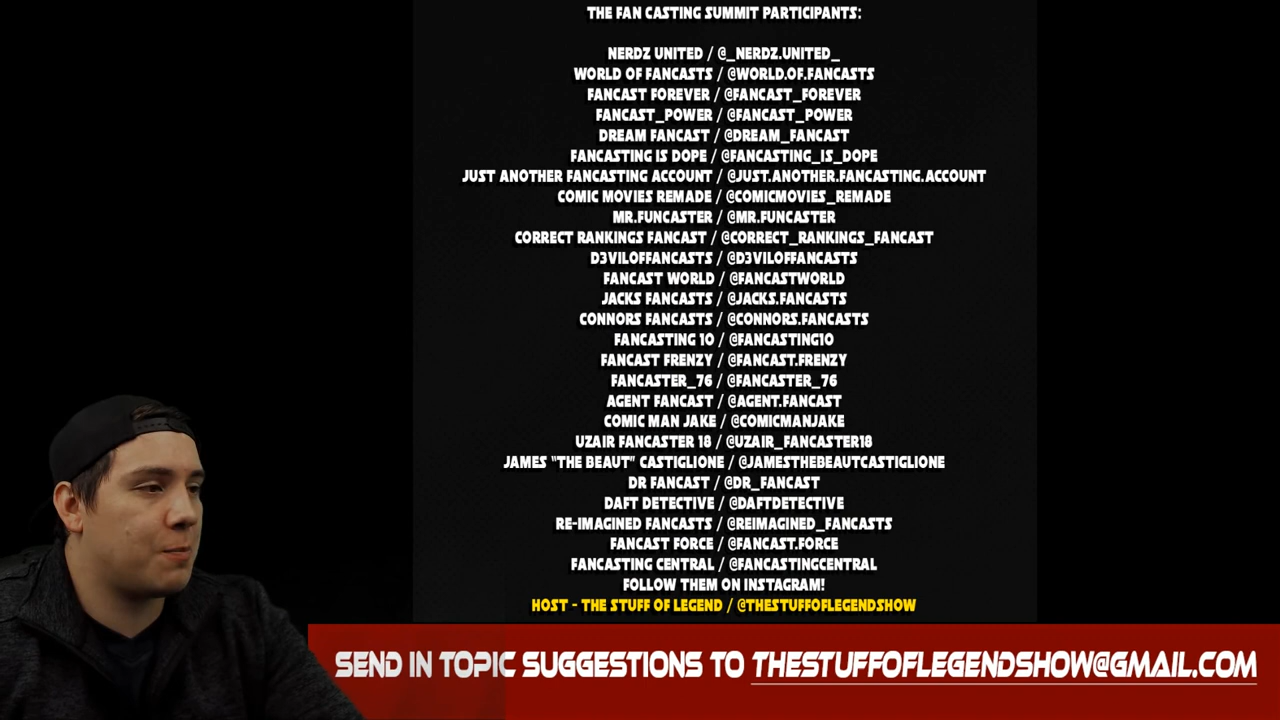 THE FAN CASTING SUMMIT PARTICIPANTS:
NERDZ UNITED / @_NERDZ.UNITED_
WORLD OF FANCASTS / @WORLD.OF.FANCASTS
FANCAST FOREVER / @FANCAST_FOREVER
FANCAST_POWER / @FANCAST_POWER
DREAM FANCAST / @DREAM_FANCAST
FANCASTING IS DOPE / @FANCASTING_IS_DOPE
JUST ANOTHER FANCASTING ACCOUNT / @JUST.ANOTHER.FANCASTING.ACCOUNT
COMIC MOVIES REMADE / @COMICMOVIES_REMADE
MR.FUNCASTER / @MR.FUNCASTER
CORRECT RANKINGS FANCAST / @CORRECT_RANKINGS_FANCAST
D3VILOFFANCASTS / @D3VILOFFANCASTS
FANCAST WORLD / @FANCASTWORLD
JACKS FANCASTS / @JACKS.FANCASTS
CONNORS FANCASTS / @CONNORS.FANCASTS
FANCASTING 10 / @FANCASTING10
FANCAST FRENZY / @FANCAST.FRENZY
FANCASTER_76 / @FANCASTER_76
AGENT FANCAST / @AGENT.FANCAST
COMIC MAN JAKE / @COMICMANJAKE
UZAIR FANCASTER 18 / @UZAIR_FANCASTER18
JAMES "THE BEAUT" CASTIGLIONE / @JAMESTHEBEAUTCASTIGLIONE
DR FANCAST / @DR_FANCAST
DAFT DETECTIVE / @DAFTDETECTIVE
RE-IMAGINED FANCASTS / @REIMAGINED_FANCASTS
FANCAST FORCE / @FANCAST.FORCE
FANCASTING CENTRAL / @FANCASTINGCENTRAL
FOLLOW THEM ON INSTAGRAM!
HOST - THE STUFF OF LEGEND / @THESTUFFOFLEGENDSHOW
SEND IN TOPIC SUGGESTIONS TO THESTUFFOFLEGENDSHOW@GMAIL.COM